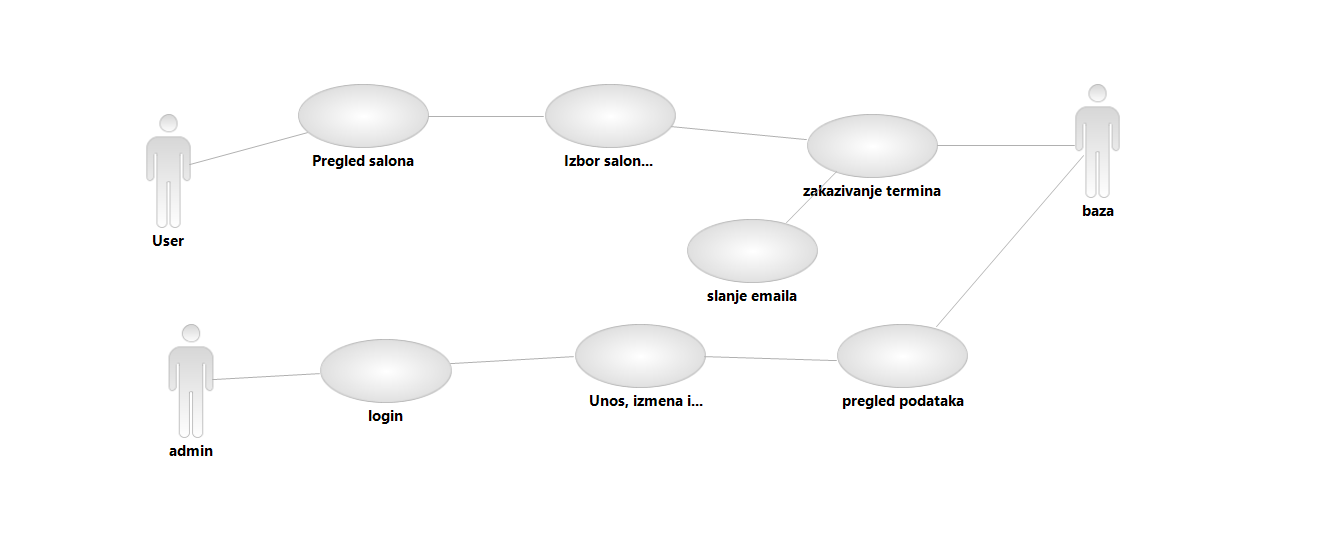 Pregled salona
Izbor salon...
zakazivanje termina
baza
User
slanje emaila
login
Unos, izmena i...
pregled podataka
admin